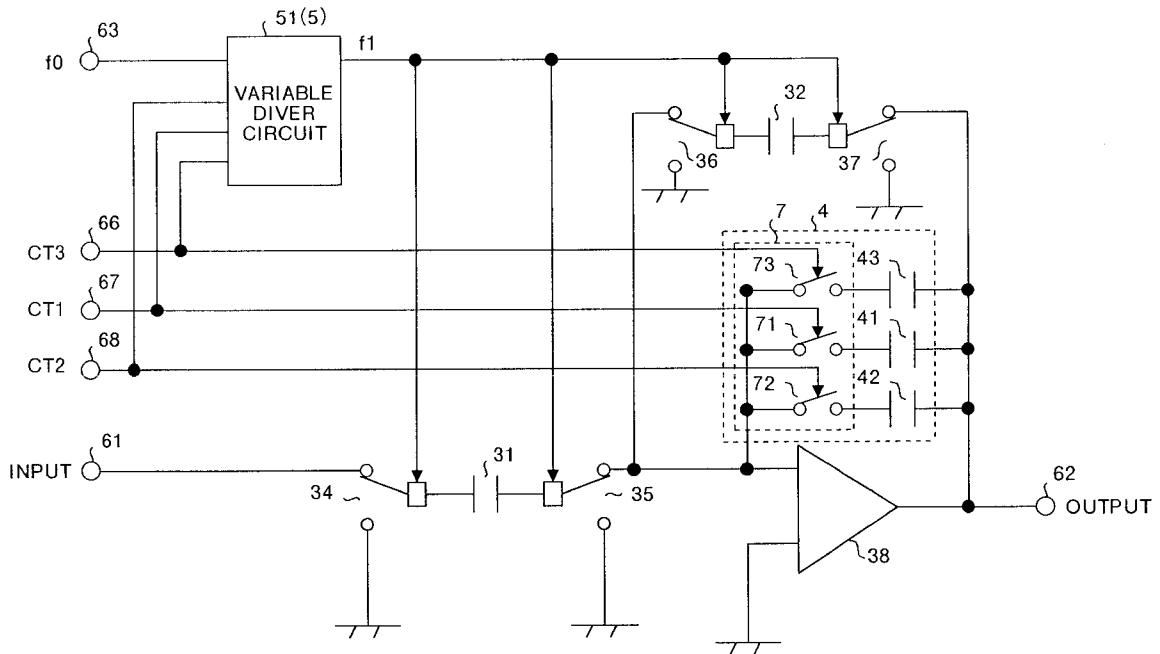 63
51(5)
f0
f1
VARIABLE
DIVER
CIRCUIT
32
36
37
66
CT3
7
4
73
43
67
CT1
71
41
68
CT2
72
42
61
INPUT
31
34
35
62
OUTPUT
38